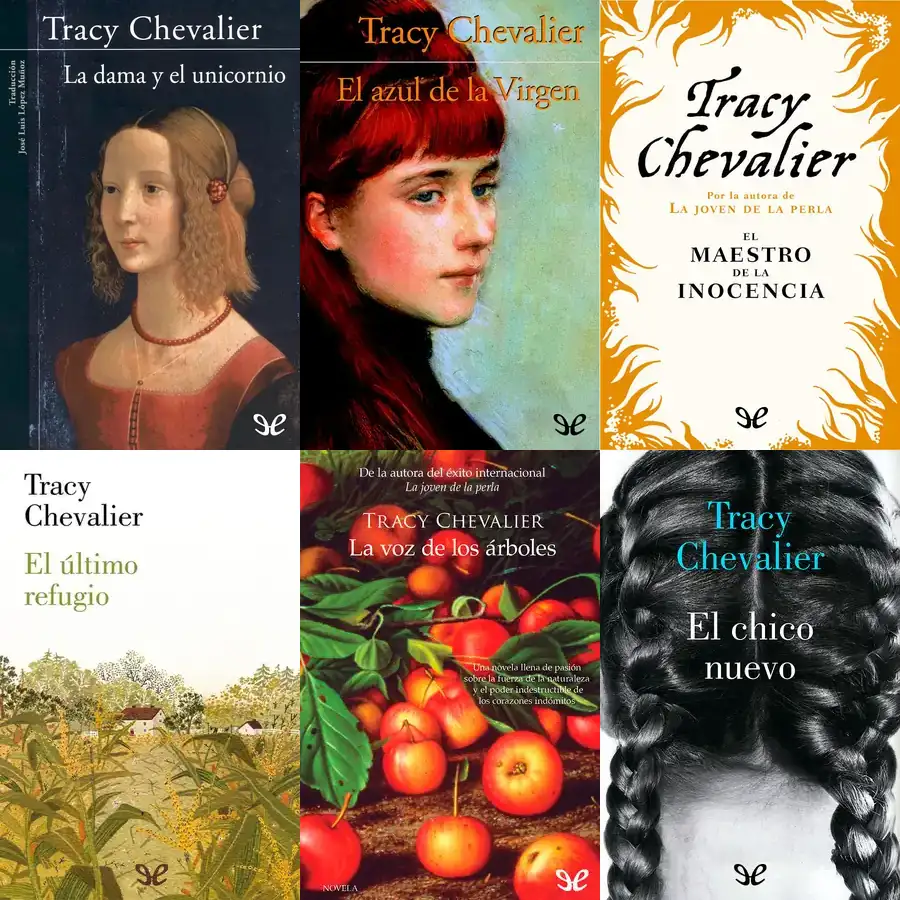 Tracy Chevalier
La dama y el unicornio
Traducción
José Luis López Muñoz
Tracy Chevalier
El azul de la Virgen
Tracy
Chevalier
Por la autora de
LA JOVEN DE LA PERLA
EL
MAESTRO
DE LA
INOCENCIA
Tracy
Chevalier
El último
refugio
De la autora del éxito internacional
La joven de la perla
TRACY CHEVALIER
La voz de los árboles
Una novela llena de pasión
sobre la fuerza de la naturaleza
y el poder indestructible de
los corazones indómitos
NOVELA
Tracy
Chevalier
El chico
nuevo